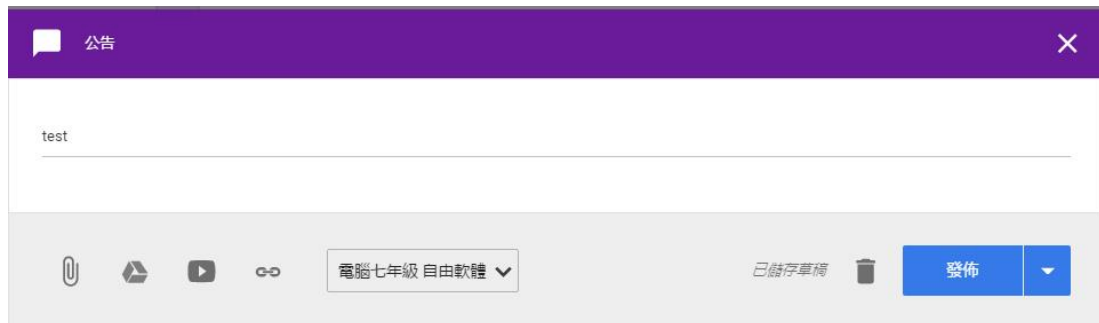 公告
test
電腦七年級 自由軟體
已儲存草稿
發佈